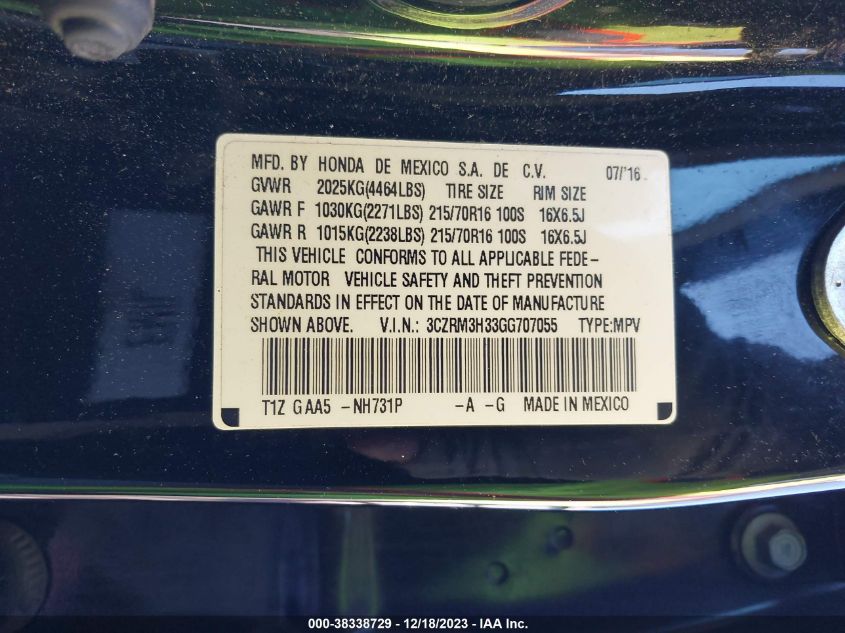 MFD. BY HONDA DE MEXICO S.A. DE C.V. 07/'16
GVWR 2025KG(4464LBS) TIRE SIZE RIM SIZE
GAWR F 1030KG(2271LBS) 215/70R16 100S 16X6.5J
GAWR R 1015KG(2238LBS) 215/70R16 100S 16X6.5J
THIS VEHICLE CONFORMS TO ALL APPLICABLE FEDE-
RAL MOTOR VEHICLE SAFETY AND THEFT PREVENTION
STANDARDS IN EFFECT ON THE DATE OF MANUFACTURE
SHOWN ABOVE. V.I.N.: 3CZRM3H33GG707055 TYPE:MPV
T1Z GAA5 -NH731P -A -G MADE IN MEXICO
000-38338729 - 12/18/2023 - IAA Inc.